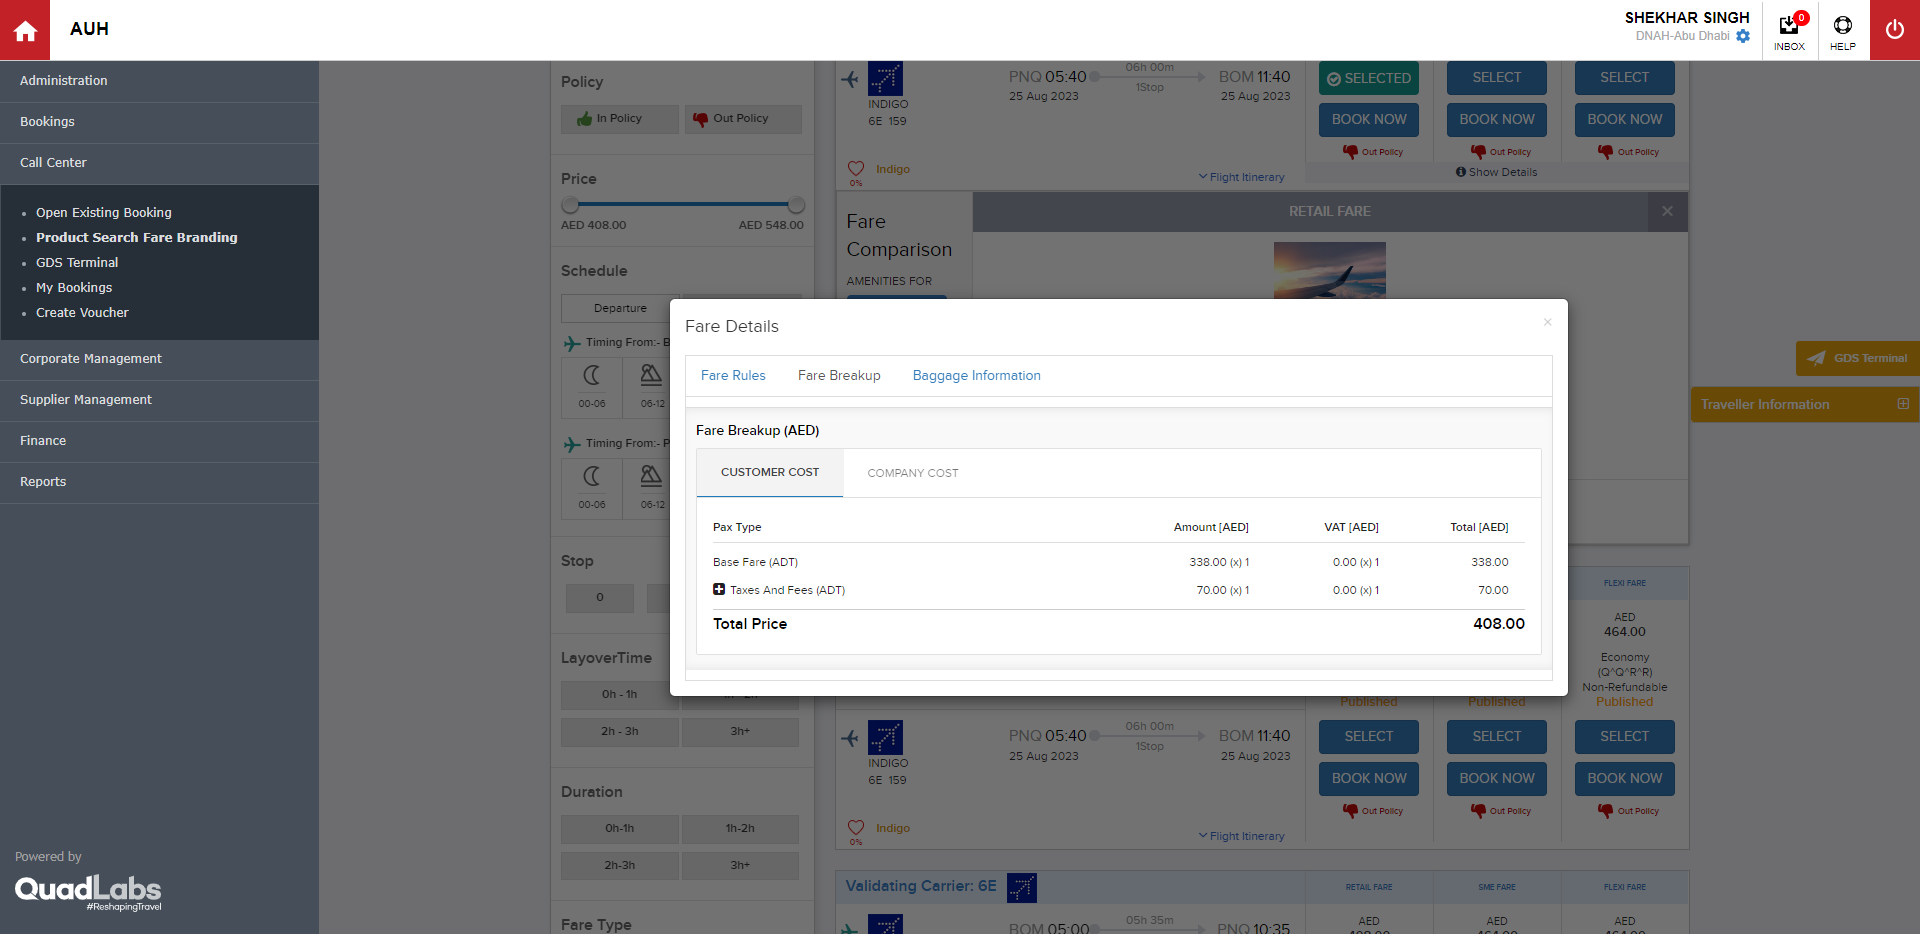 AUH
SHEKHAR SINGH
DNAH-Abu Dhabi
0
INBOX
HELP
Administration
Bookings
Call Center
Open Existing Booking
Product Search Fare Branding
GDS Terminal
My Bookings
Create Voucher
Corporate Management
Supplier Management
Finance
Reports
Powered by
QuadLabs
#ReshapingTravel
Policy
In Policy
Out Policy
Price
AED 408.00
AED 548.00
Schedule
Departure
Timing From:- B
00-06
06-12
Timing From:- P
00-06
06-12
Stop
0
LayoverTime
0h - 1h
2h - 3h
3h+
Duration
0h-1h
1h-2h
2h-3h
3h+
Fare Type
INDIGO
6E 159
PNQ 05:40
25 Aug 2023
06h 00m
1Stop
BOM 11:40
25 Aug 2023
SELECTED
SELECT
SELECT
BOOK NOW
BOOK NOW
BOOK NOW
Out Policy
Out Policy
Out Policy
0%
Indigo
Flight Itinerary
Show Details
Fare
Comparison
AMENITIES FOR
RETAIL FARE
Fare Details
Fare Rules
Fare Breakup
Baggage Information
Fare Breakup (AED)
CUSTOMER COST
COMPANY COST
Pax Type
Amount [AED]
VAT [AED]
Total [AED]
Base Fare (ADT)
338.00 (x) 1
0.00 (x) 1
338.00
Taxes And Fees (ADT)
70.00 (x) 1
0.00 (x) 1
70.00
Total Price
408.00
GDS Terminal
Traveller Information
FLEXI FARE
AED
464.00
Economy
(Q^Q^R^R)
Non-Refundable
Published
Published
Published
INDIGO
6E 159
PNQ 05:40
25 Aug 2023
06h 00m
1Stop
BOM 11:40
25 Aug 2023
SELECT
SELECT
SELECT
BOOK NOW
BOOK NOW
BOOK NOW
Out Policy
Out Policy
Out Policy
0%
Indigo
Flight Itinerary
Validating Carrier: 6E
RETAIL FARE
SME FARE
FLEXI FARE
BOM 05:00
05h 35m
PNQ 10:35
AED
AED
AED